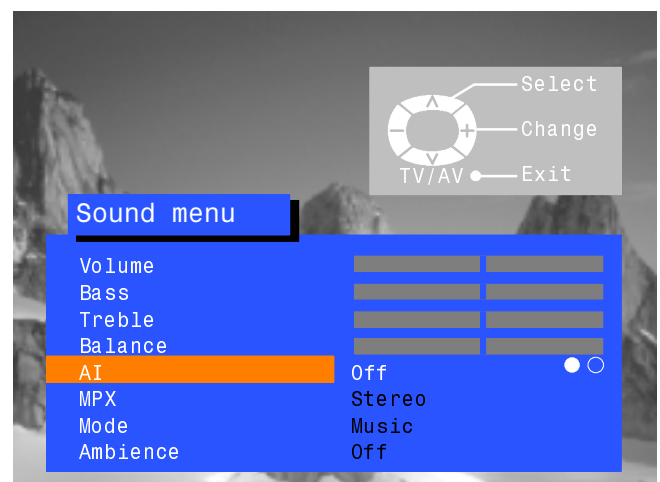 Select
Change
TV/AV Exit
Sound menu
Volume
Bass
Treble
Balance
AI Off
MPX Stereo
Mode Music
Ambience Off